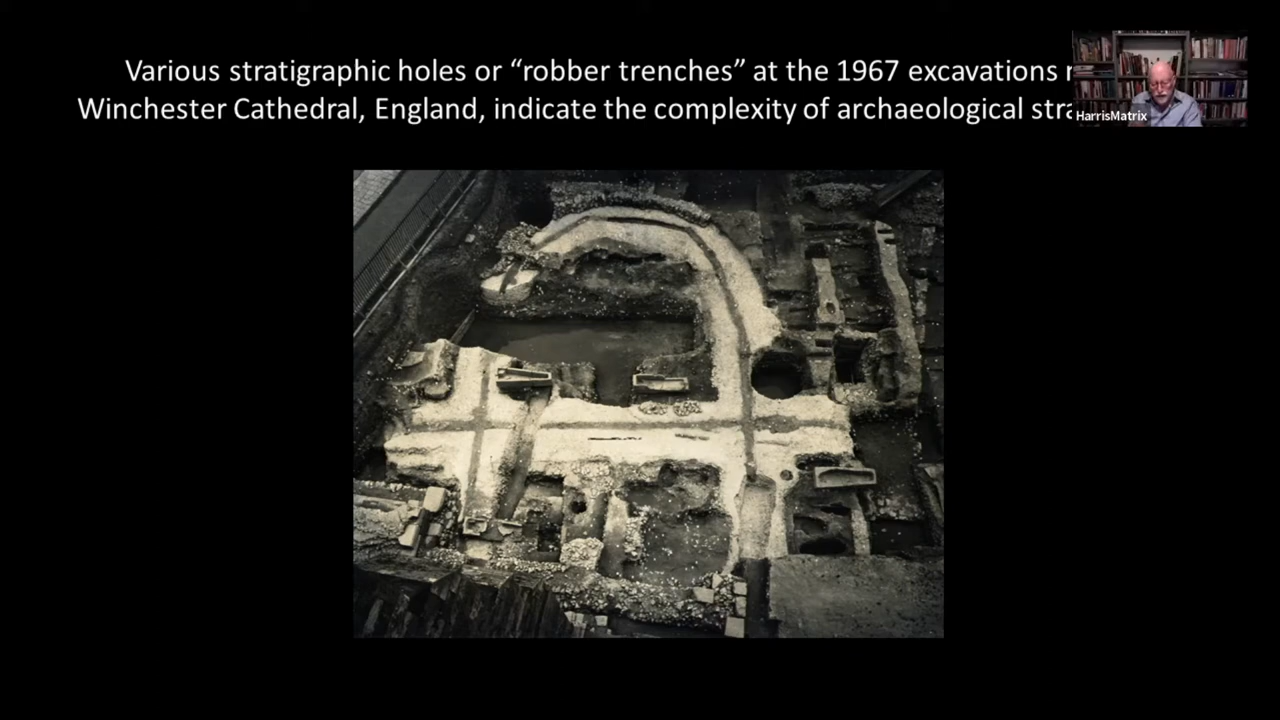 Various stratigraphic holes or “robber trenches” at the 1967 excavations
Winchester Cathedral, England, indicate the complexity of archaeological
HarrisMatrix